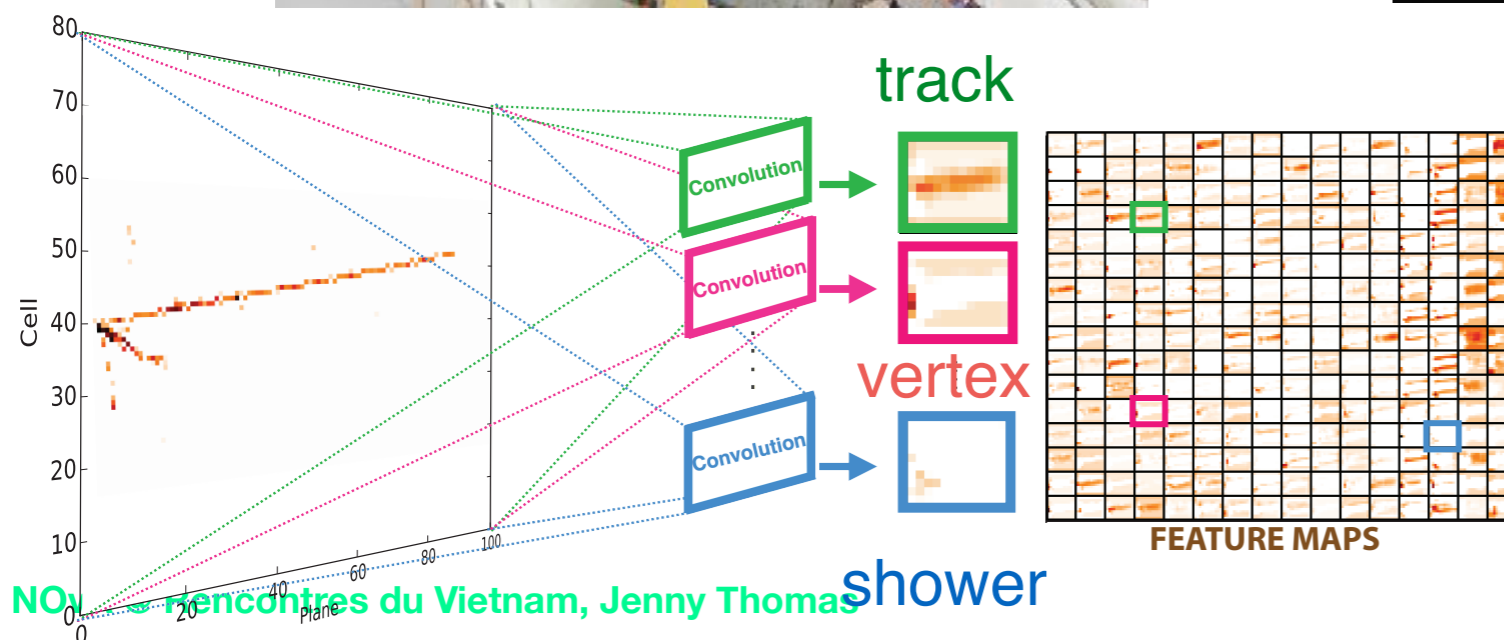 80
70
60
50
40
30
20
10
0
Cell
0
20
40
60
80
100
Plane
Convolution
Convolution
Convolution
track
vertex
shower
FEATURE MAPS
Rencontres du Vietnam, Jenny Thomas